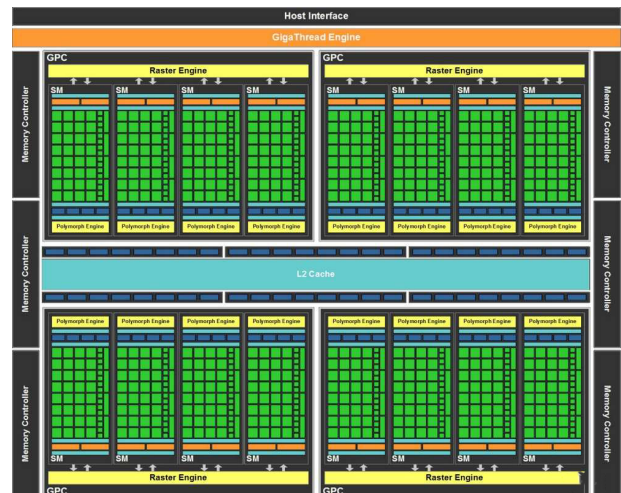 Host Interface
GigaThread Engine
Memory Controller
Memory Controller
Memory Controller
Memory Controller
Memory Controller
Memory Controller
GPC
Raster Engine
SM SM SM SM
Polymorph Engine Polymorph Engine Polymorph Engine Polymorph Engine
GPC
Raster Engine
SM SM SM SM
Polymorph Engine Polymorph Engine Polymorph Engine Polymorph Engine
L2 Cache
Polymorph Engine Polymorph Engine Polymorph Engine Polymorph Engine
SM SM SM SM
Raster Engine
GPC
Polymorph Engine Polymorph Engine Polymorph Engine Polymorph Engine
SM SM SM SM
Raster Engine
GPC